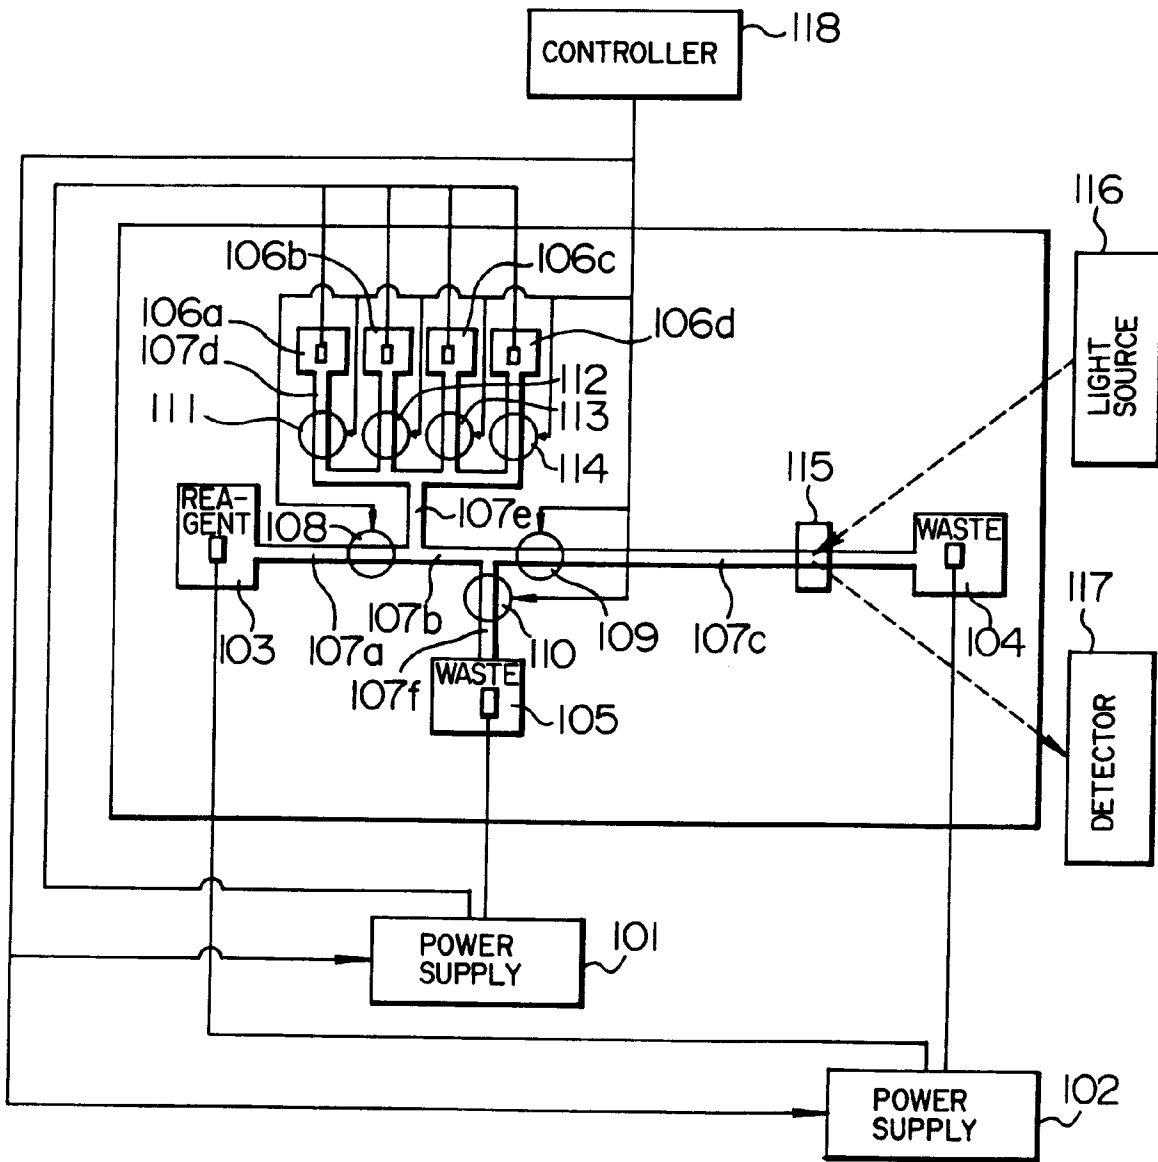 CONTROLLER
118
116
106b
106c
106a
106d
107d
LIGHT
SOURCE
111
112
113
114
115
REA-
GENT
108
107e
WASTE
103
107a
107b
110
109
107c
104
117
107f
WASTE
105
DETECTOR
POWER
SUPPLY
101
POWER
SUPPLY
102